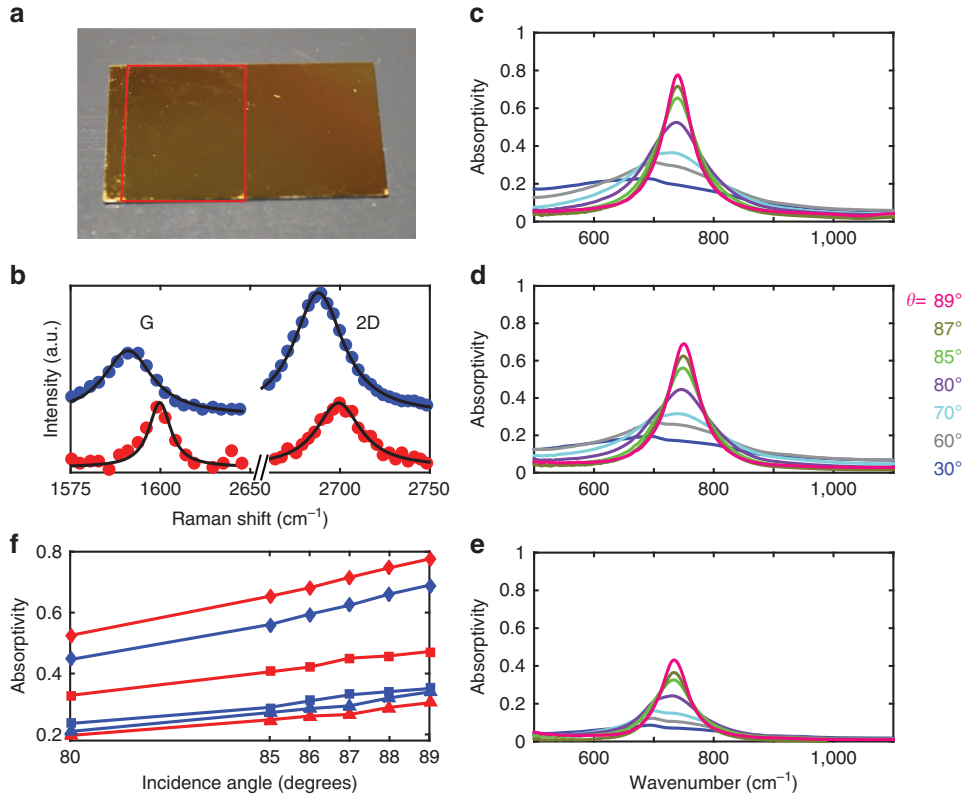 a
b
Intensity (a.u.)
G
2D
1575
1600
2650
2700
2750
Raman shift (cm⁻¹)
f
Absorptivity
0.8
0.6
0.4
0.2
80
85
86
87
88
89
Incidence angle (degrees)
c
Absorptivity
1
0.8
0.6
0.4
0.2
0
600
800
1,000
d
Absorptivity
1
0.8
0.6
0.4
0.2
0
600
800
1,000
θ= 89°
87°
85°
80°
70°
60°
30°
e
Absorptivity
1
0.8
0.6
0.4
0.2
0
600
800
1,000
Wavenumber (cm⁻¹)